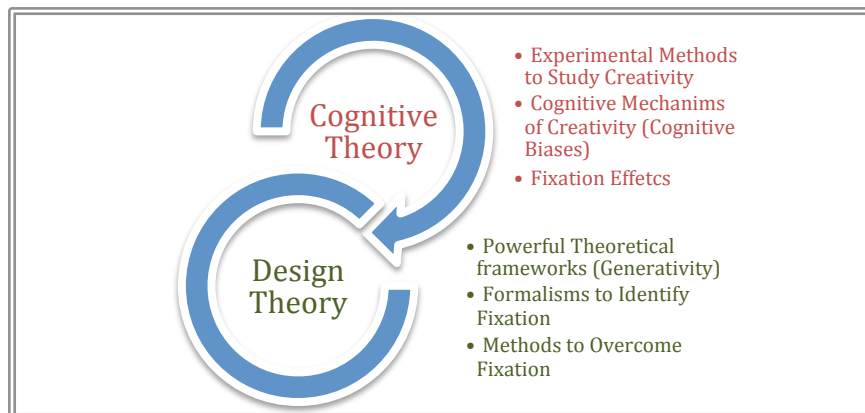 Cognitive
Theory
• Experimental Methods
to Study Creativity
• Cognitive Mechanims
of Creativity (Cognitive
Biases)
• Fixation Effetcs
Design
Theory
• Powerful Theoretical
frameworks (Generativity)
• Formalisms to Identify
Fixation
• Methods to Overcome
Fixation